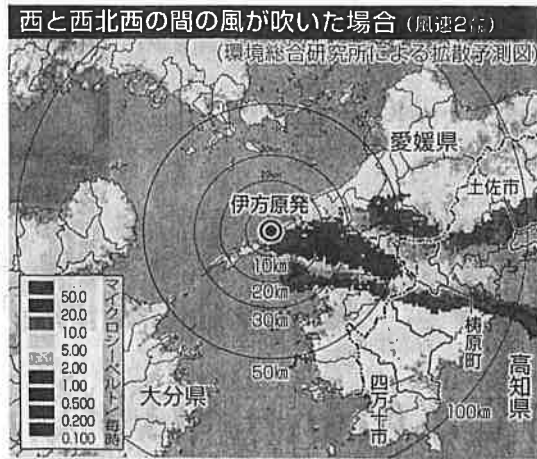 西と西北西の間の風が吹いた場合(風速2㍍)
(環境総合研究所による拡散予測図)
愛媛県
土佐市
伊方原発
10km
20km
30km
50km
100km
梼原町
高知県
四万十市
大分県
マイクロシーベルト/毎時
50.0
20.0
10.0
5.00
2.00
1.00
0.500
0.200
0.100